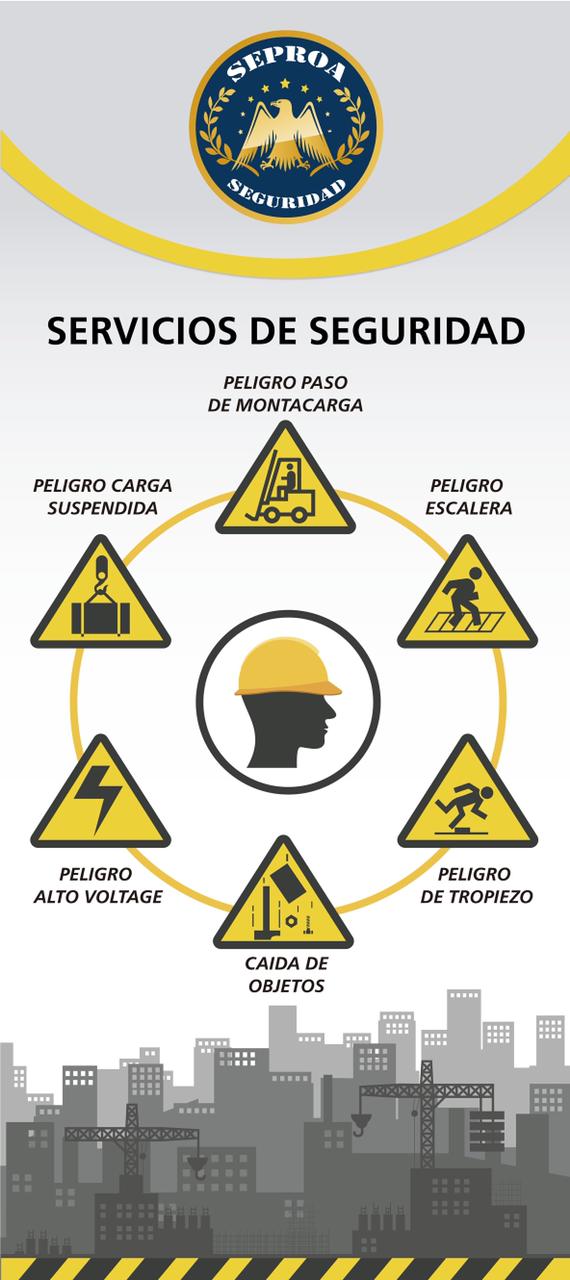 SEPROA
SEGURIDAD
SERVICIOS DE SEGURIDAD
PELIGRO PASO
DE MONTACARGA
PELIGRO CARGA
SUSPENDIDA
PELIGRO
ESCALERA
PELIGRO
ALTO VOLTAGE
PELIGRO
DE TROPIEZO
CAIDA DE
OBJETOS